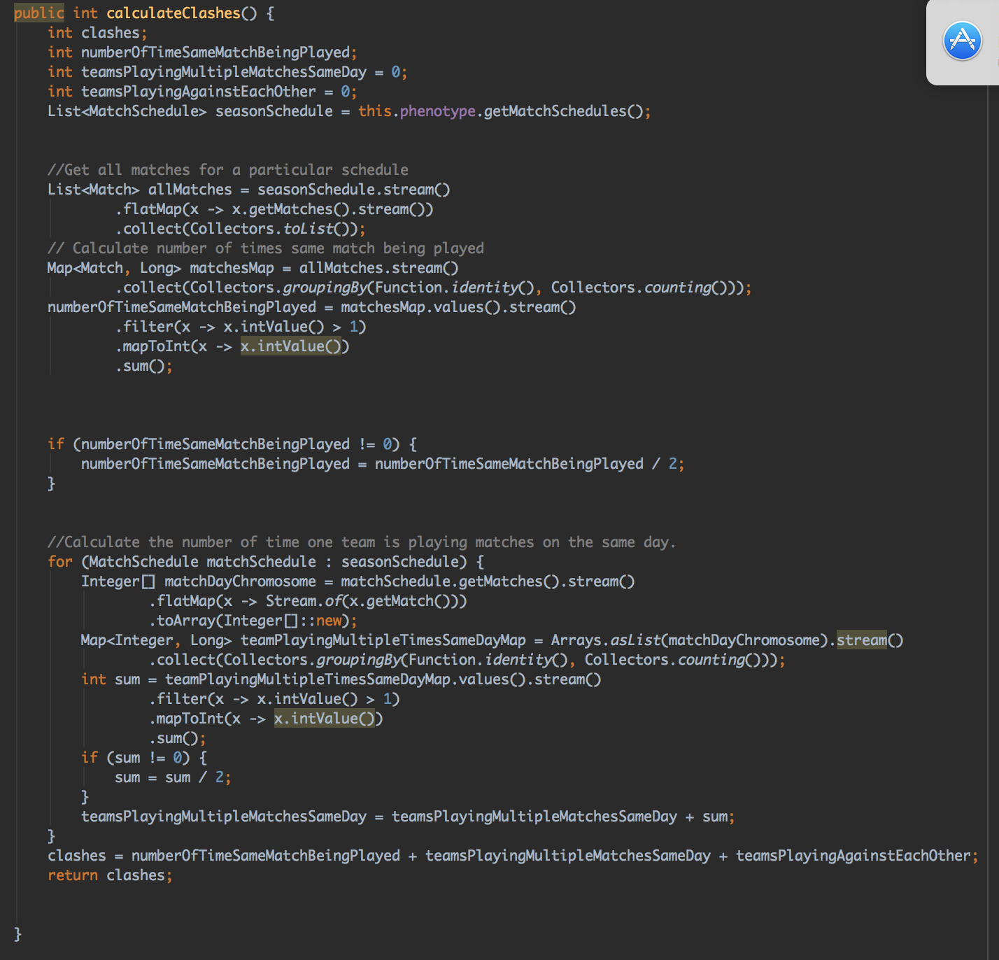 public int calculateClashes() {
    int clashes;
    int numberOfTimeSameMatchBeingPlayed;
    int teamsPlayingMultipleMatchesSameDay = 0;
    int teamsPlayingAgainstEachOther = 0;
    List<MatchSchedule> seasonSchedule = this.phenotype.getMatchSchedules();
    //Get all matches for a particular schedule
    List<Match> allMatches = seasonSchedule.stream()
            .flatMap(x -> x.getMatches().stream())
            .collect(Collectors.toList());
    // Calculate number of times same match being played
    Map<Match, Long> matchesMap = allMatches.stream()
            .collect(Collectors.groupingBy(Function.identity(), Collectors.counting()));
    numberOfTimeSameMatchBeingPlayed = matchesMap.values().stream()
            .filter(x -> x.intValue() > 1)
            .mapToInt(x -> x.intValue())
            .sum();
    if (numberOfTimeSameMatchBeingPlayed != 0) {
        numberOfTimeSameMatchBeingPlayed = numberOfTimeSameMatchBeingPlayed / 2;
    }
    //Calculate the number of time one team is playing matches on the same day.
    for (MatchSchedule matchSchedule : seasonSchedule) {
        Integer[] matchDayChromosome = matchSchedule.getMatches().stream()
                .flatMap(x -> Stream.of(x.getMatch()))
                .toArray(Integer[]::new);
        Map<Integer, Long> teamPlayingMultipleTimesSameDayMap = Arrays.asList(matchDayChromosome).stream()
                .collect(Collectors.groupingBy(Function.identity(), Collectors.counting()));
        int sum = teamPlayingMultipleTimesSameDayMap.values().stream()
                .filter(x -> x.intValue() > 1)
                .mapToInt(x -> x.intValue())
                .sum();
        if (sum != 0) {
            sum = sum / 2;
        }
        teamsPlayingMultipleMatchesSameDay = teamsPlayingMultipleMatchesSameDay + sum;
    }
    clashes = numberOfTimeSameMatchBeingPlayed + teamsPlayingMultipleMatchesSameDay + teamsPlayingAgainstEachOther;
    return clashes;
}